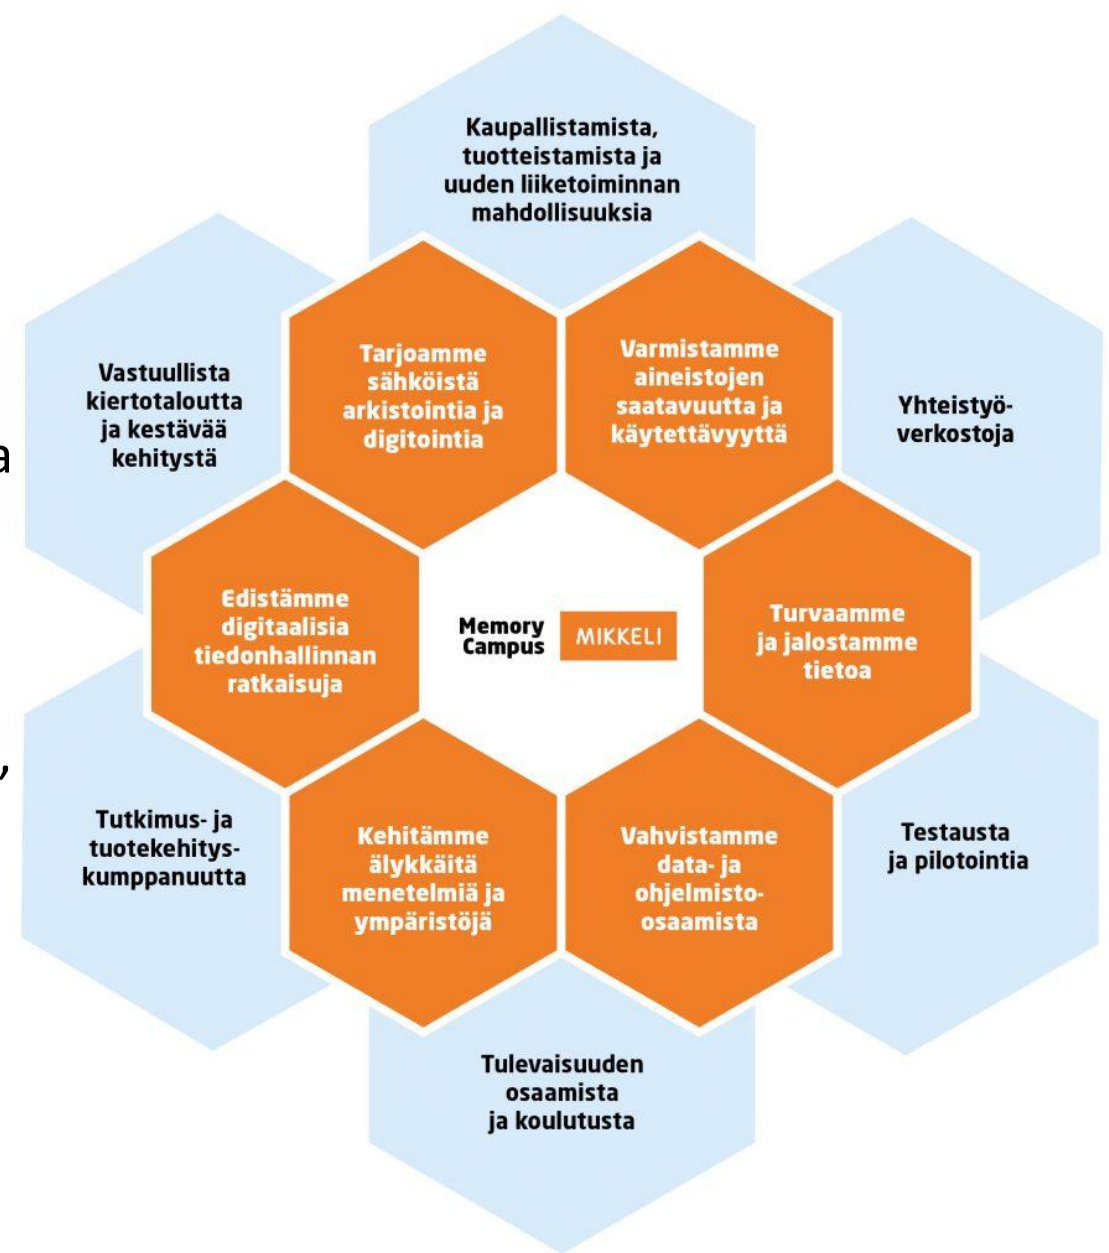 Kaupallistamista,
tuotteistamista ja
uuden liiketoiminnan
mahdollisuuksia
Vastuullista
kiertotaloutta
ja kestävää
kehitystä
Tarjoamme
sähköistä
arkistointia ja
digitointia
Varmistamme
aineistojen
saatavuutta ja
käytettävyyttä
Yhteistyö-
verkostoja
a
Edistämme
digitaalisia
tiedonhallinnan
ratkaisuja
Memory
Campus
MIKKELI
Turvaamme
ja jalostamme
tietoa
,
Tutkimus- ja
tuotekehitys-
kumppanuutta
Kehitämme
älykkäitä
menetelmiä ja
ympäristöjä
Vahvistamme
data- ja
ohjelmisto-
osaamista
Testausta
ja pilotointia
Tulevaisuuden
osaamista
ja koulutusta